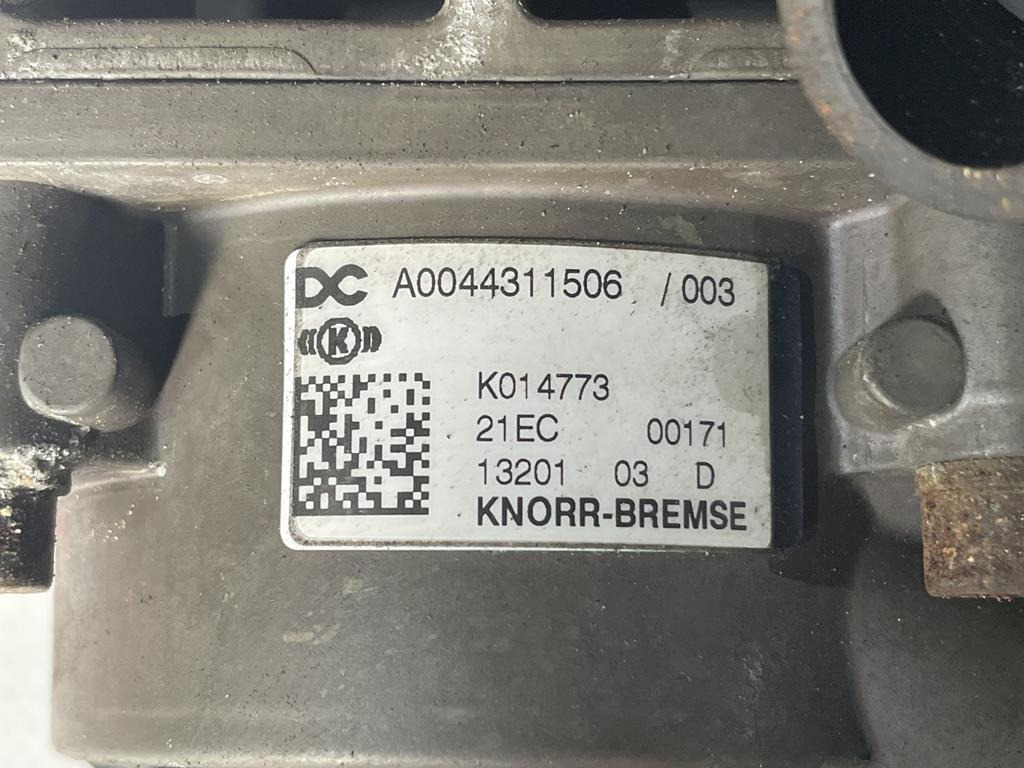 DC A0044311506 / 003
((K))
K014773
21EC 00171
13201 03 D
KNORR-BREMSE